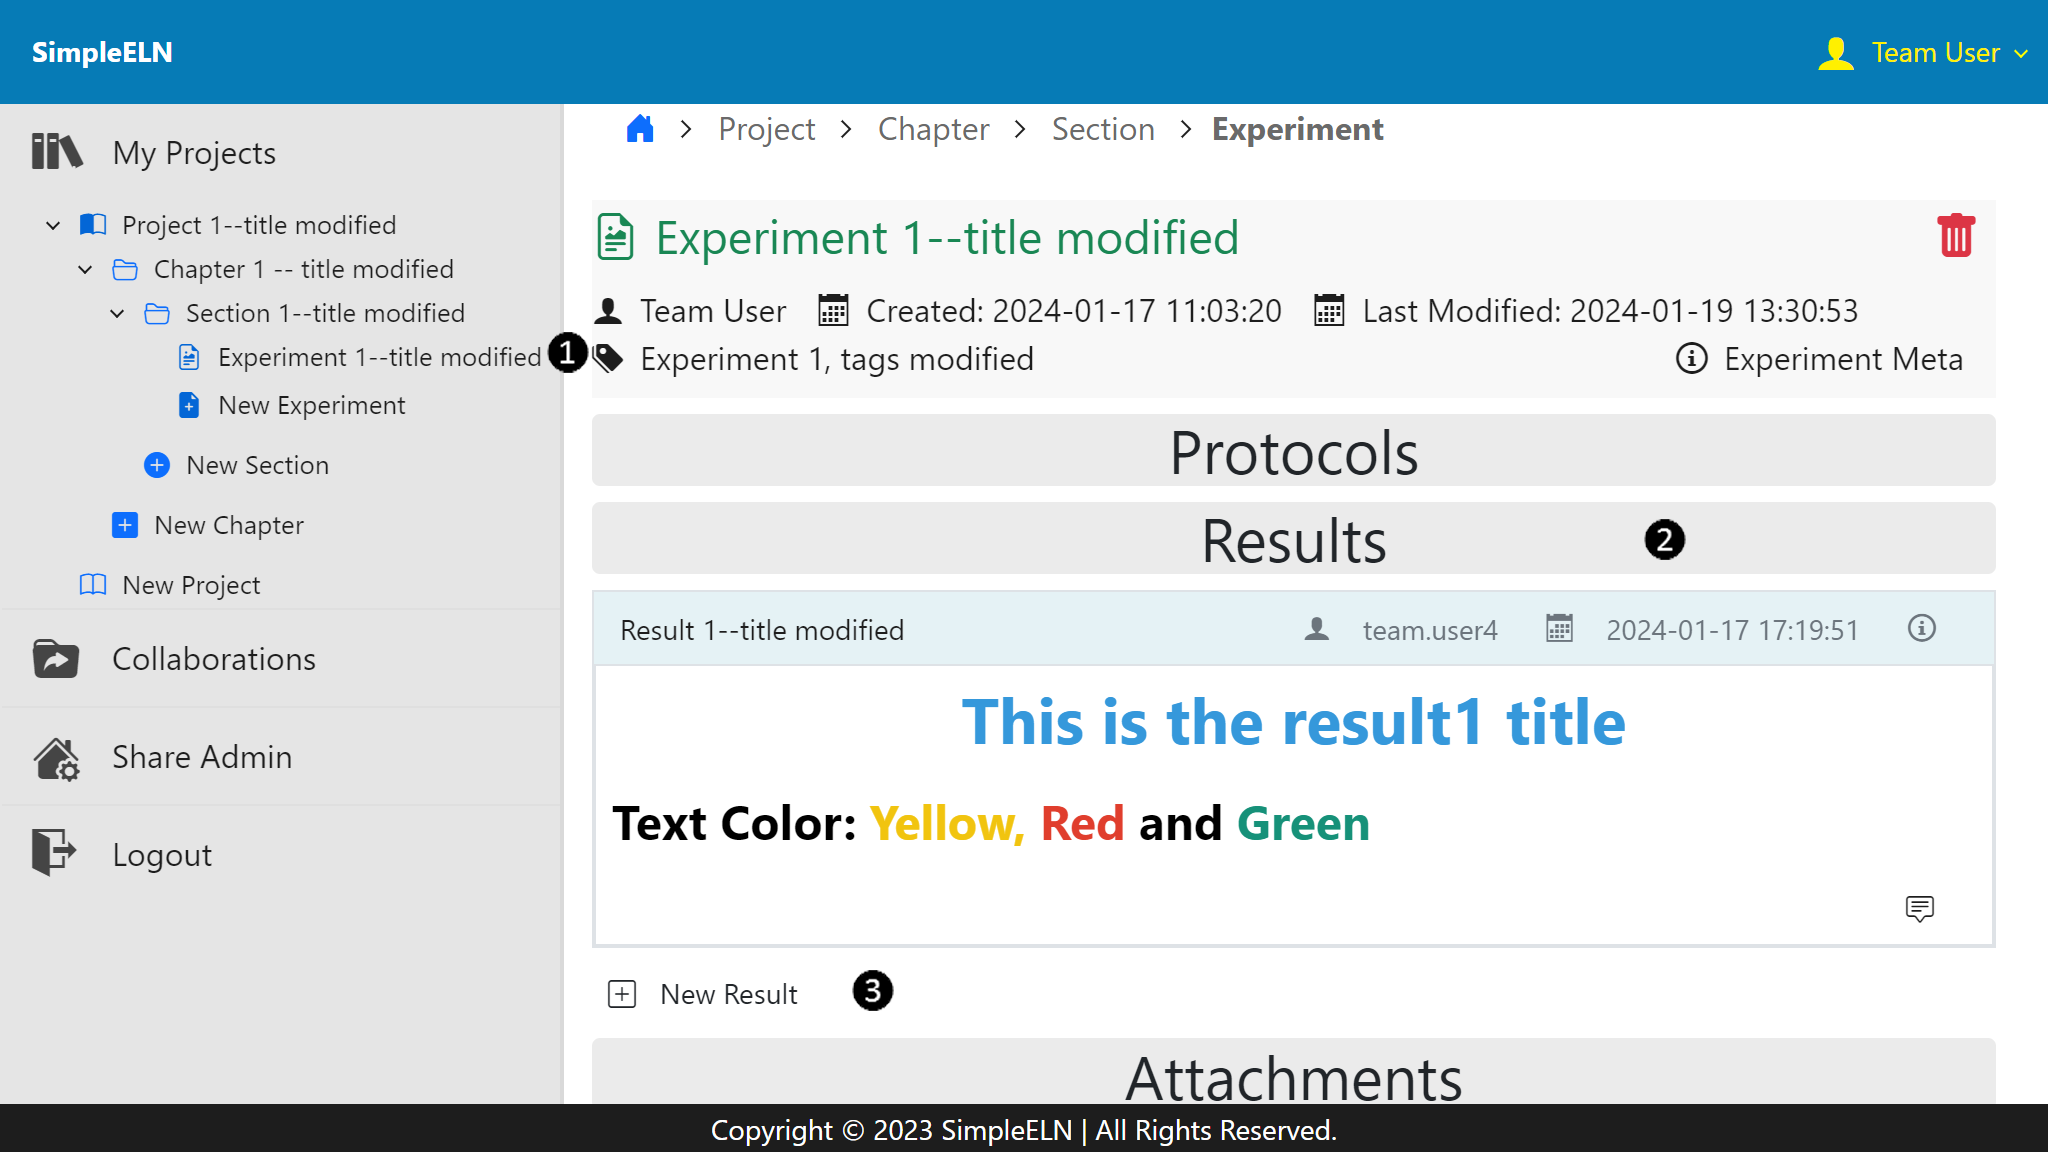 SimpleELN
Team User
My Projects
Project 1--title modified
Chapter 1 -- title modified
Section 1--title modified
Experiment 1--title modified
New Experiment
New Section
New Chapter
New Project
Collaborations
Share Admin
Logout
Project Chapter Section Experiment
Experiment 1--title modified
Team User Created: 2024-01-17 11:03:20 Last Modified: 2024-01-19 13:30:53
1 Experiment 1, tags modified Experiment Meta
Protocols
Results 2
Result 1--title modified team.user4 2024-01-17 17:19:51
This is the result1 title
Text Color: Yellow, Red and Green
New Result 3
Attachments
Copyright © 2023 SimpleELN | All Rights Reserved.